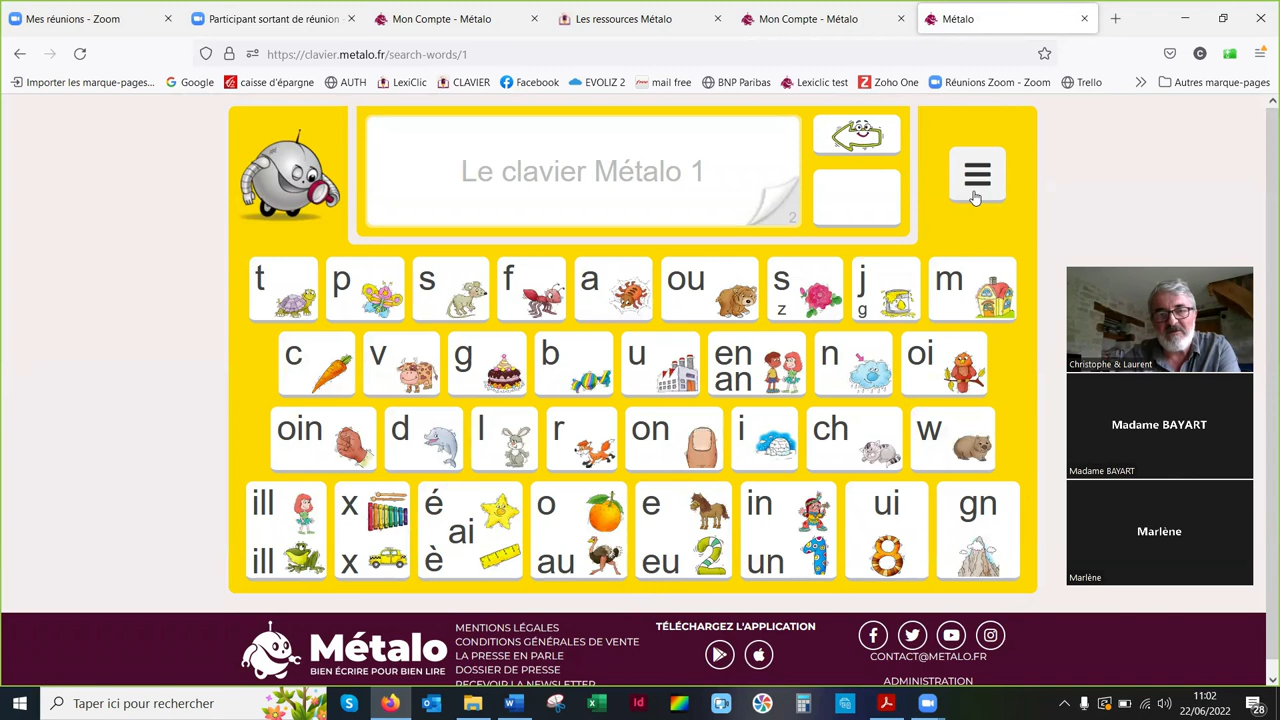 Mes réunions - Zoom
Participant sortant de réunion -
Mon Compte - Métalo
Les ressources Métalo
Mon Compte - Métalo
Métalo
https://clavier.metalo.fr/search-words/1
Importer les marque-pages...
Google
caisse d'épargne
AUTH
LexiClic
CLAVIER
Facebook
EVOLIZ 2
mail free
BNP Paribas
Lexiclic test
Zoho One
Réunions Zoom - Zoom
Trello
Autres marque-pages
Le clavier Métalo 1
2
t p s f a ou s z j g m
c v g b u en an n oi
oin d l r on i ch w
ill x é ai o e in ui gn
ill x è au eu un
Christophe & Laurent
Madame BAYART
Madame BAYART
Marlène
Marlène
Métalo
BIEN ÉCRIRE POUR BIEN LIRE
MENTIONS LÉGALES
CONDITIONS GÉNÉRALES DE VENTE
LA PRESSE EN PARLE
DOSSIER DE PRESSE
RECEVOIR LA NEWSLETTER
TÉLÉCHARGEZ L'APPLICATION
CONTACT@METALO.FR
ADMINISTRATION
Taper ici pour rechercher
11:02
22/06/2022
28